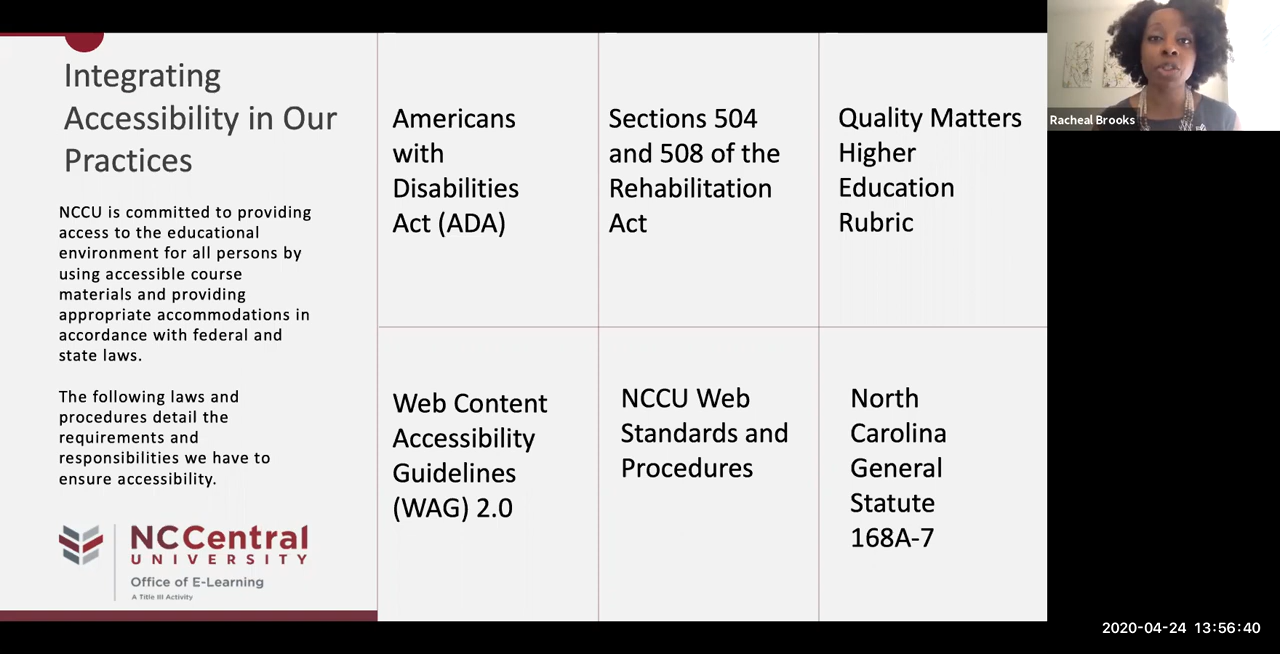 Integrating
Accessibility in Our
Practices
NCCU is committed to providing
access to the educational
environment for all persons by
using accessible course
materials and providing
appropriate accommodations in
accordance with federal and
state laws.
The following laws and
procedures detail the
requirements and
responsibilities we have to
ensure accessibility.
NCCentral
UNIVERSITY
Office of E-Learning
A Title III Activity
Americans
with
Disabilities
Act (ADA)
Sections 504
and 508 of the
Rehabilitation
Act
Quality Matters
Higher
Education
Rubric
Web Content
Accessibility
Guidelines
(WAG) 2.0
NCCU Web
Standards and
Procedures
North
Carolina
General
Statute
168A-7
Racheal Brooks
2020-04-24 13:56:40